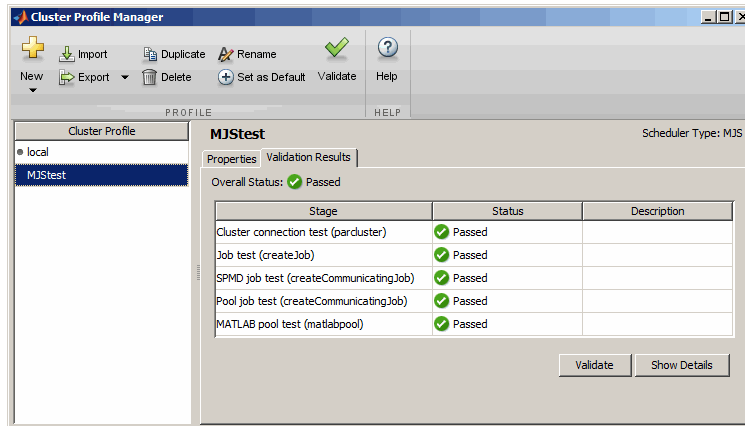 Cluster Profile Manager
Import Duplicate Rename
New Export Delete Set as Default Validate Help
PROFILE HELP
Cluster Profile
local
MJStest
MJStest Scheduler Type: MJS
Properties Validation Results
Overall Status: Passed
Stage Status Description
Cluster connection test (parcluster) Passed
Job test (createJob) Passed
SPMD job test (createCommunicatingJob) Passed
Pool job test (createCommunicatingJob) Passed
MATLAB pool test (matlabpool) Passed
Validate Show Details